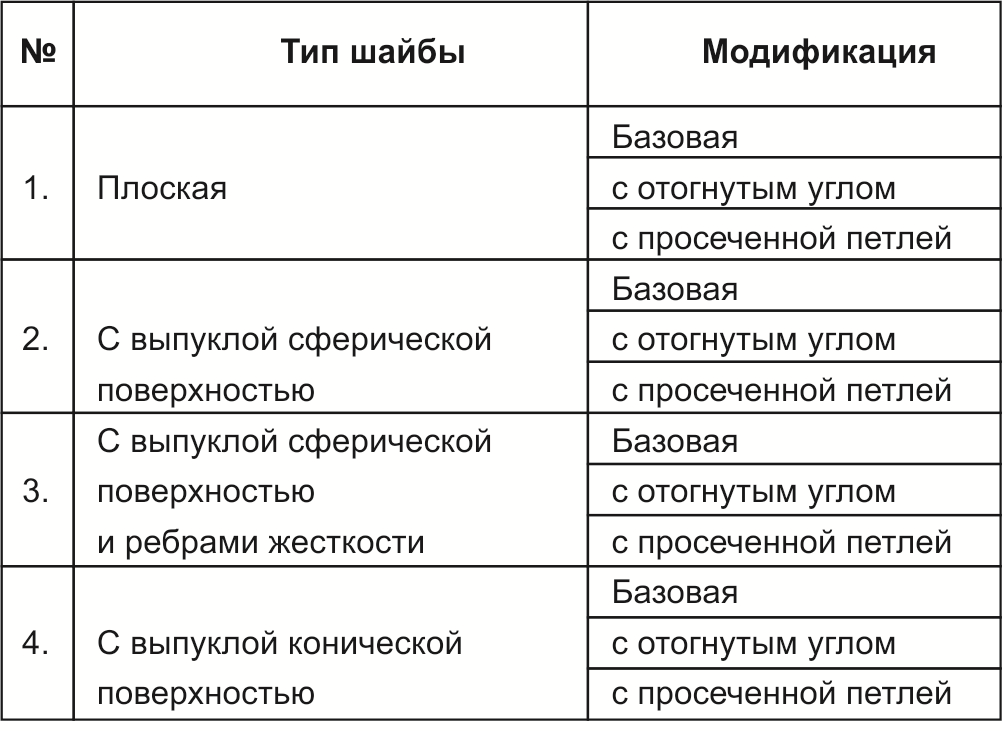 № Тип шайбы Модификация
Базовая
1. Плоская с отогнутым углом
с просеченной петлей
Базовая
2. С выпуклой сферической с отогнутым углом
поверхностью с просеченной петлей
С выпуклой сферической Базовая
3. поверхностью с отогнутым углом
и ребрами жесткости с просеченной петлей
Базовая
4. С выпуклой конической с отогнутым углом
поверхностью с просеченной петлей